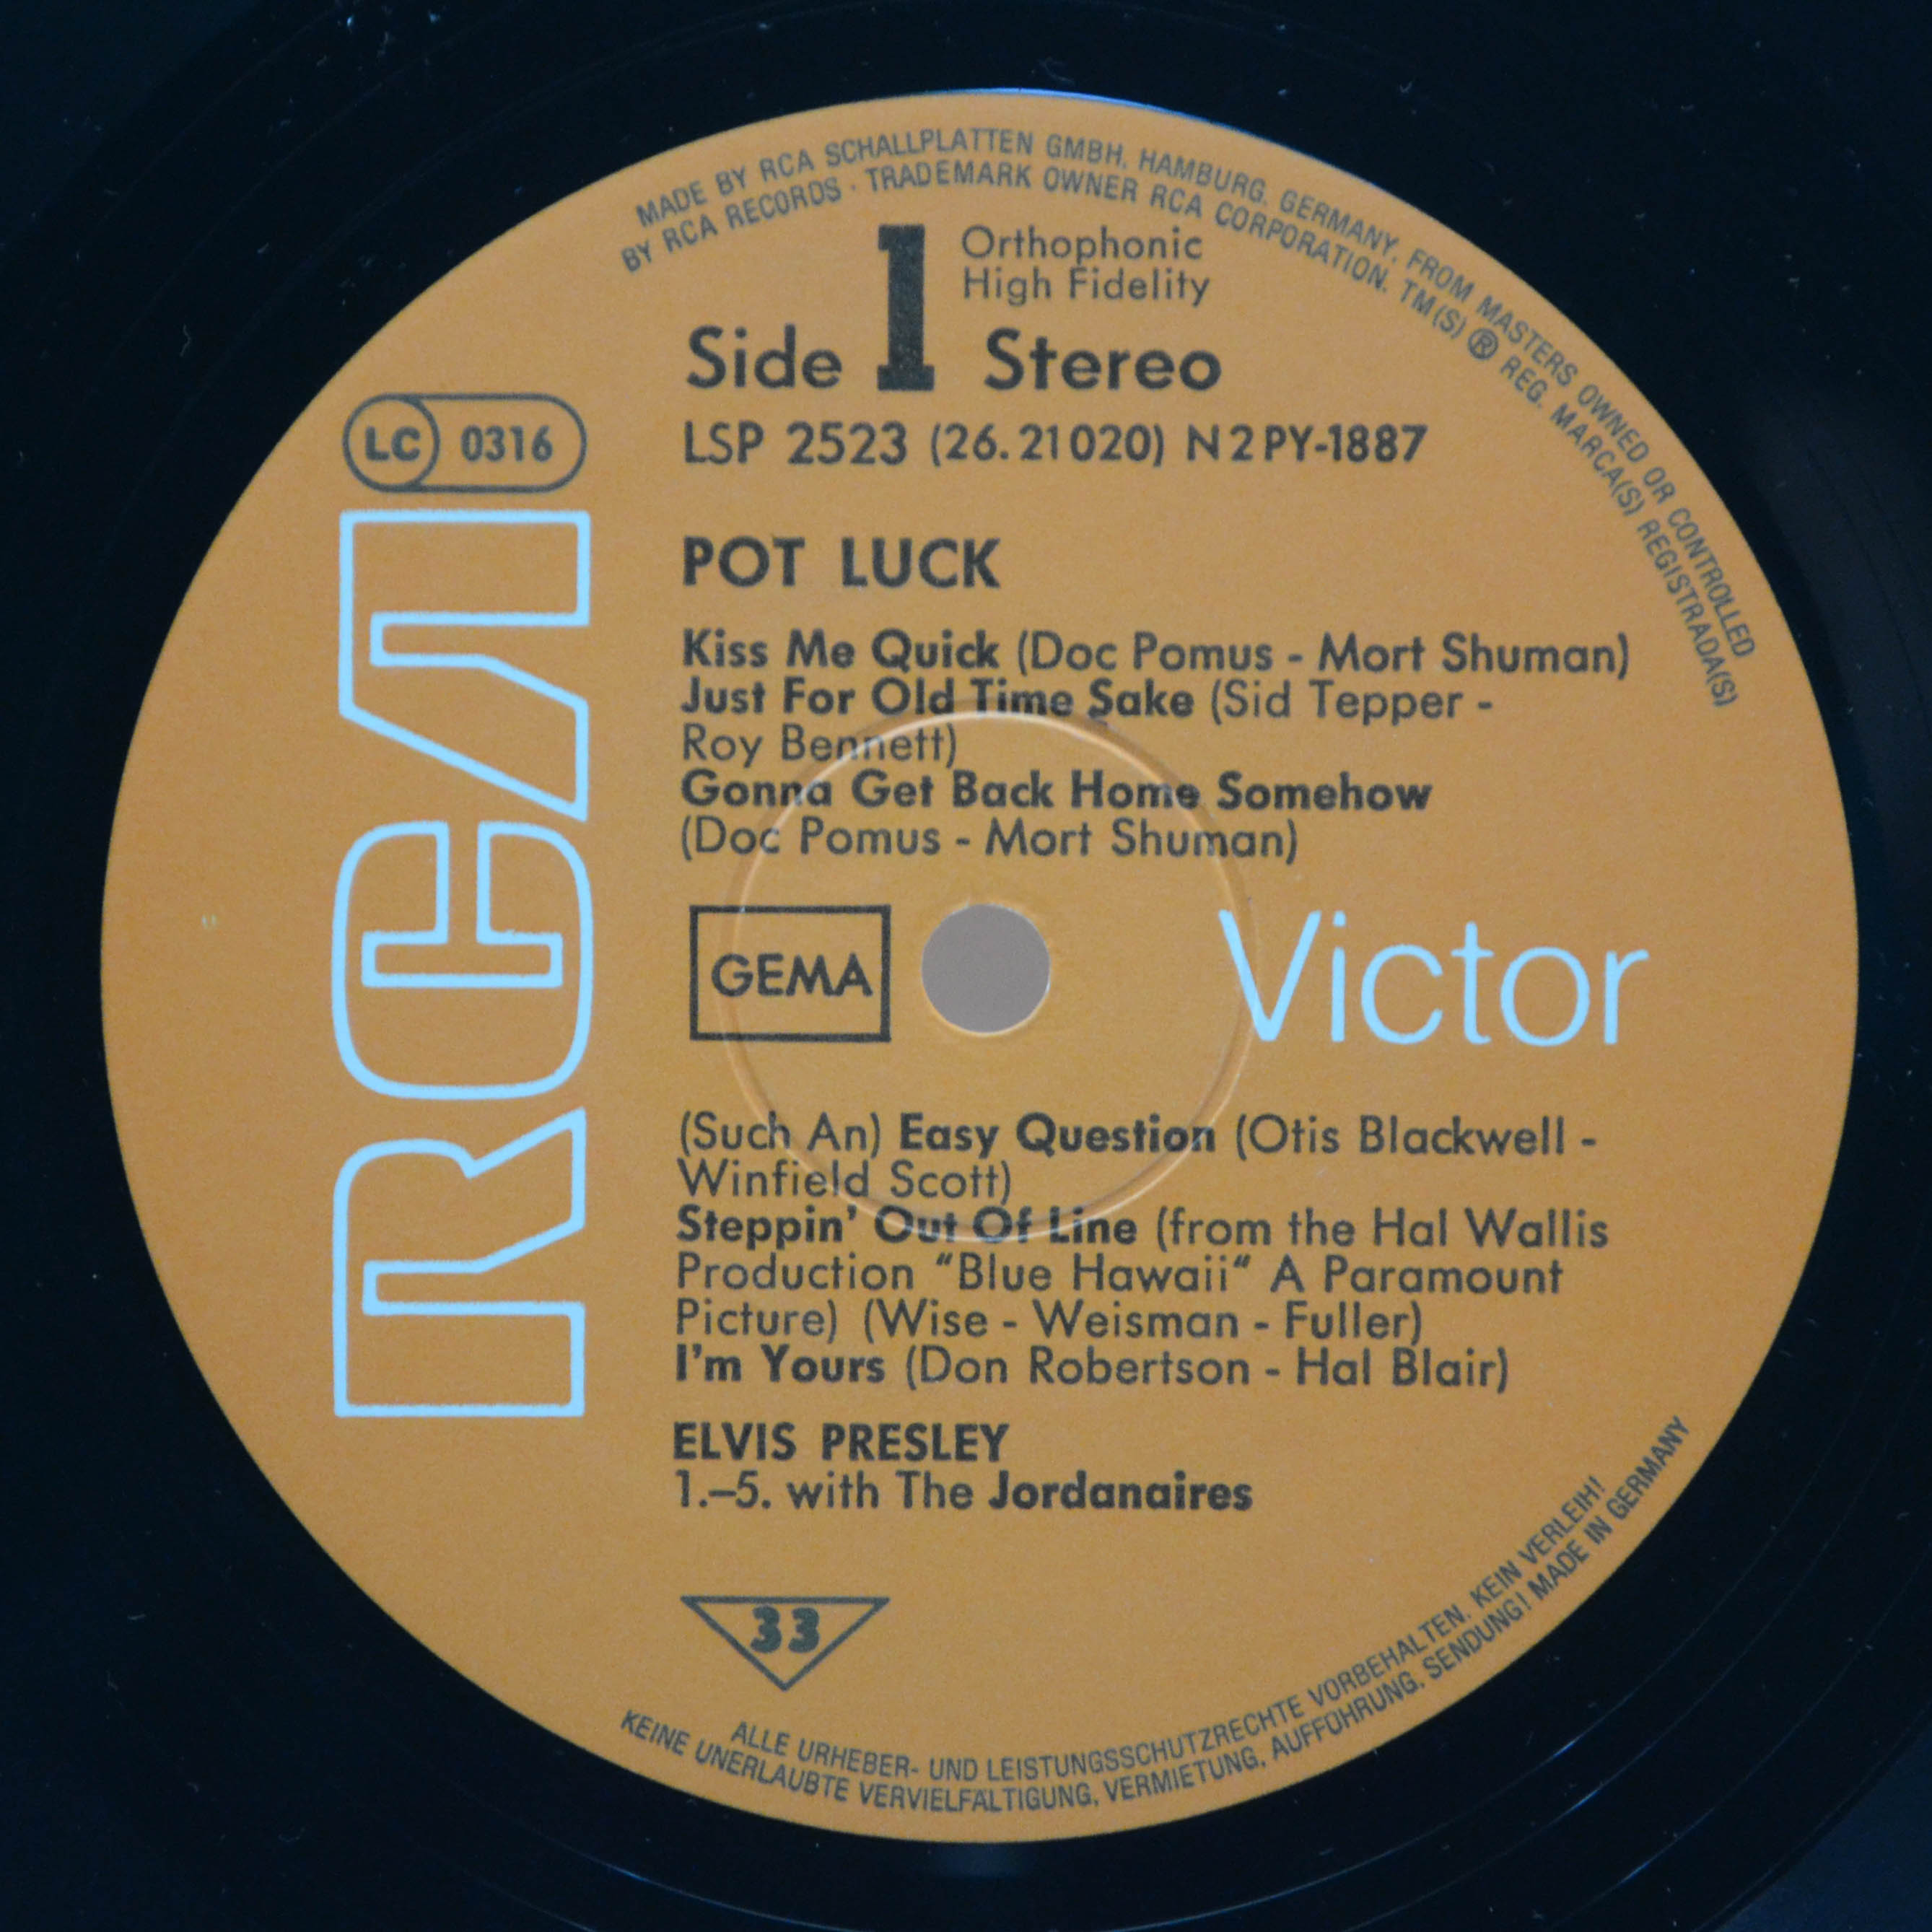 MADE BY RCA SCHALLPLATTEN GMBH. HAMBURG. GERMANY. FROM MASTERS OWNED OR CONTROLLED
BY RCA RECORDS · TRADEMARK OWNER RCA CORPORATION. TM(S) ® REG. MARCA(S) REGISTRADA(S)
Orthophonic
High Fidelity
Side 1 Stereo
LC 0316
LSP 2523 (26.21020) N2PY-1887
RCA
POT LUCK
Kiss Me Quick (Doc Pomus - Mort Shuman)
Just For Old Time Sake (Sid Tepper -
Roy Bennett)
Gonna Get Back Home Somehow
(Doc Pomus - Mort Shuman)
GEMA
Victor
(Such An) Easy Question (Otis Blackwell -
Winfield Scott)
Steppin' Out Of Line (from the Hal Wallis
Production “Blue Hawaii“ A Paramount
Picture) (Wise - Weisman - Fuller)
I'm Yours (Don Robertson - Hal Blair)
ELVIS PRESLEY
1.–5. with The Jordanaires
33
ALLE URHEBER- UND LEISTUNGSSCHUTZRECHTE VORBEHALTEN. KEIN VERLEIH!
KEINE UNERLAUBTE VERVIELFÄLTIGUNG, VERMIETUNG, AUFFÜHRUNG, SENDUNG! MADE IN GERMANY